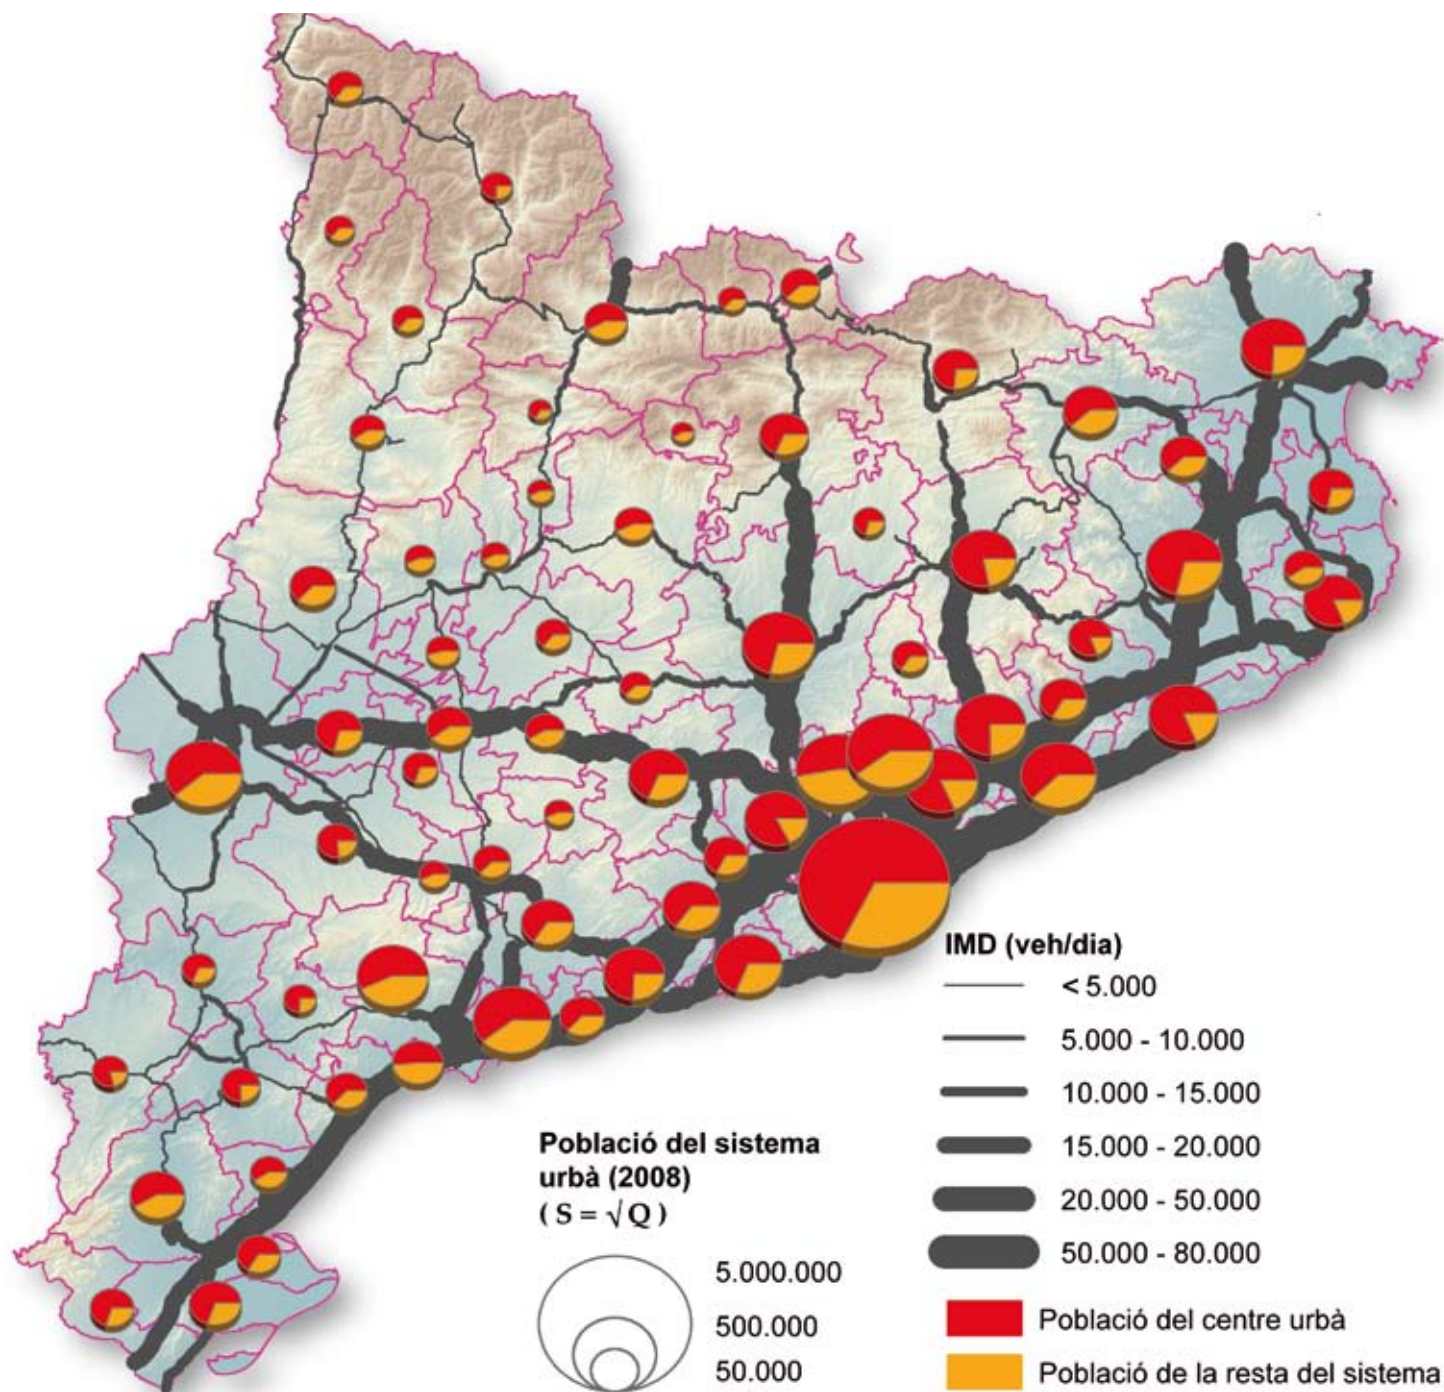 IMD (veh/dia)
< 5.000
5.000 - 10.000
10.000 - 15.000
15.000 - 20.000
20.000 - 50.000
50.000 - 80.000
Població del centre urbà
Població de la resta del sistema
Població del sistema
urbà (2008)
( S = √ Q )
5.000.000
500.000
50.000